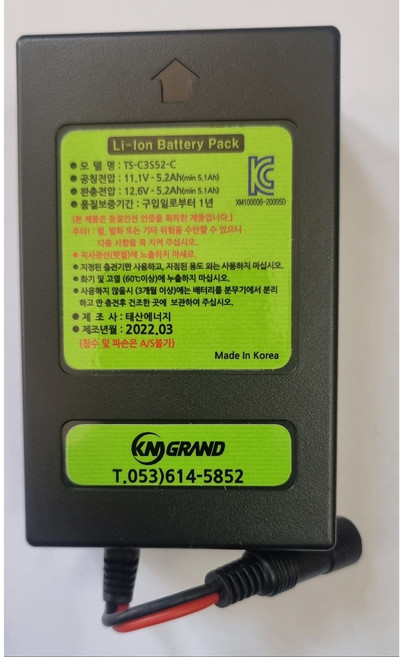 Li-Ion Battery Pack
● 모 델 명 : TS-C3S52-C
● 공칭전압 : 11.1V - 5.2Ah(min 5.1Ah)
● 완충전압 : 12.6V - 5.2Ah(min 5.1Ah)
● 품질보증기간 : 구입일로부터 1년
XM100006-20005D
[본 제품은 품질안전 인증을 획득한 제품입니다.]
주의! : 열, 발화 또는 기타 위험을 수반할 수 있으니
다음 사항을 꼭 지켜 주십시오.
● 직사광선(햇볕)에 노출하지 마세요.
● 지정된 충전기만 사용하고, 지정된 용도 외는 사용하지 마십시오.
● 화기 및 고열 (60℃이상)에 노출하지 마십시오.
● 사용하지 않을시 (3개월 이상)에는 배터리를 분무기에서 분리
하고 만 충전후 건조한 곳에 보관하여 주십시오.
● 제 조 사 : 태산에너지
● 제조년월 : 2022.03
(침수 및 파손은 A/S불가)
Made In Korea
KM GRAND
T.053)614-5852